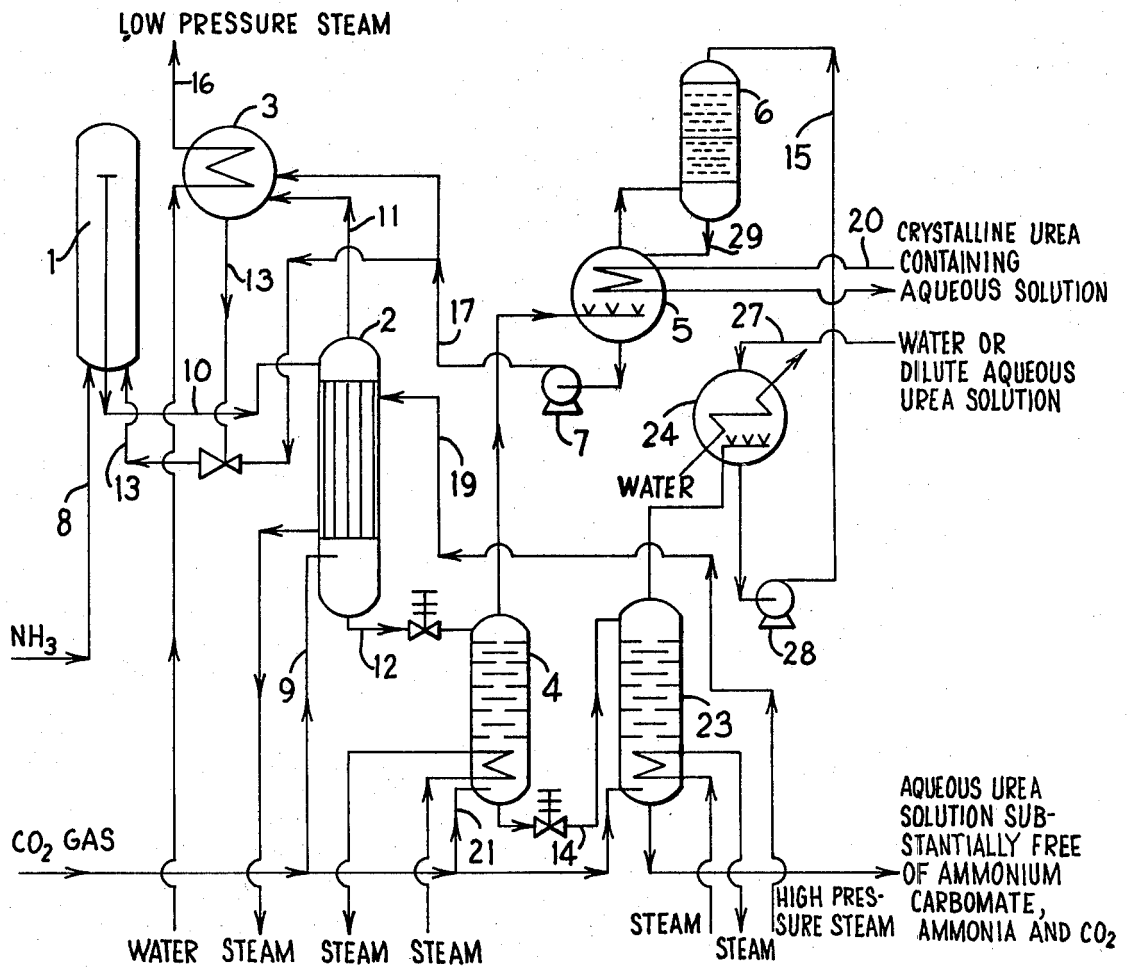 LOW PRESSURE STEAM
16
3
6
15
1
11
20
CRYSTALLINE UREA
CONTAINING
AQUEOUS SOLUTION
29
13
5
2
17
27
WATER OR
DILUTE AQUEOUS
UREA SOLUTION
10
24
7
19
WATER
13
8
NH3
12
28
9
4
23
CO2 GAS
21
14
AQUEOUS UREA
SOLUTION SUB-
STANTIALLY FREE
OF AMMONIUM
CARBOMATE,
AMMONIA AND CO2
HIGH PRES-
SURE STEAM
WATER
STEAM
STEAM
STEAM
STEAM
STEAM